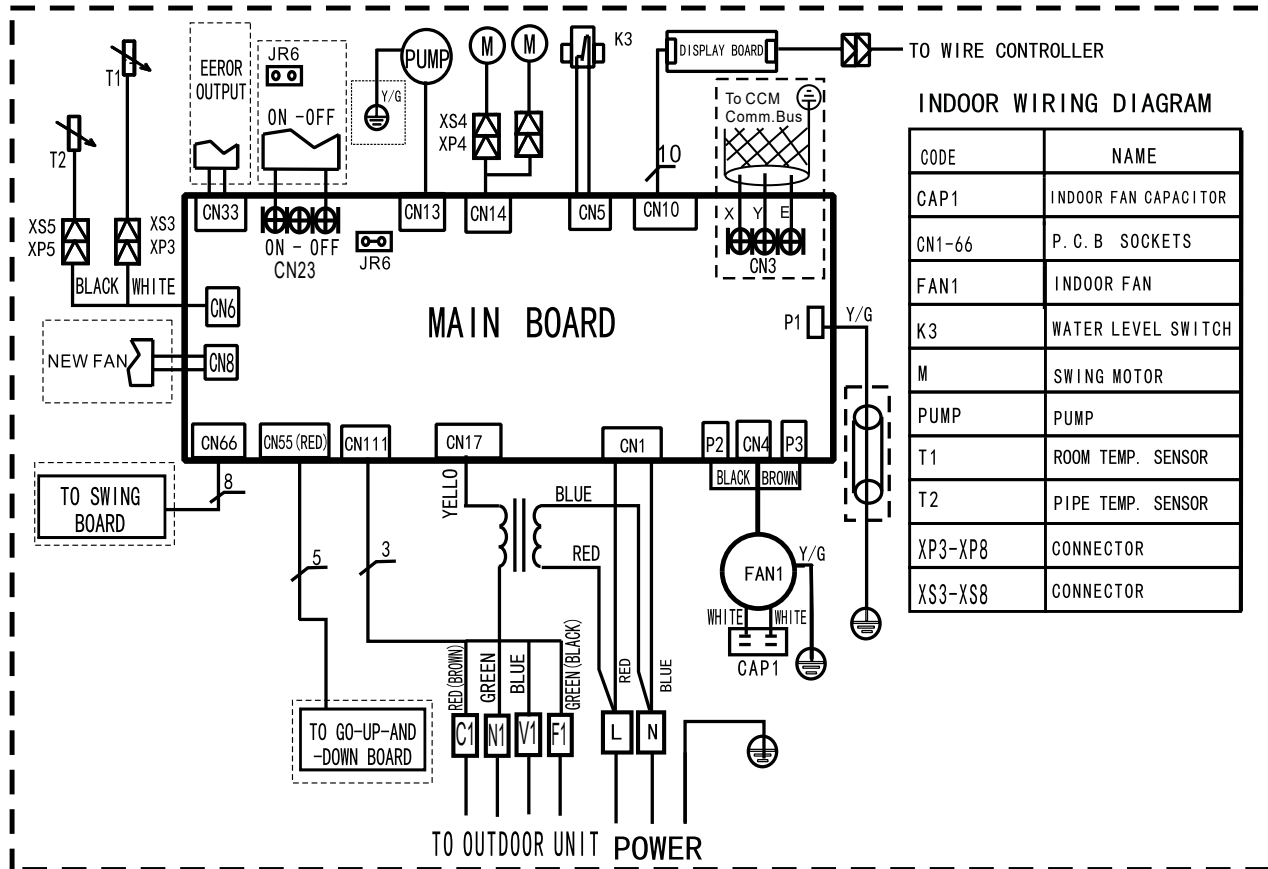 T1
T2
EEROR
OUTPUT
JR6
ON -OFF
PUMP
Y/G
M
M
XS4
XP4
K3
DISPLAY BOARD
TO WIRE CONTROLLER
10
To CCM
Comm.Bus
X Y E
CN3
XS5
XP5
XS3
XP3
BLACK
WHITE
CN33
ON - OFF
CN23
JR6
CN13
CN14
CN5
CN10
CN6
CN8
NEW FAN
MAIN BOARD
P1
Y/G
CN66
CN55(RED)
CN111
CN17
CN1
P2
CN4
P3
BLACK
BROWN
TO SWING
BOARD
8
5
3
YELLO
BLUE
RED
FAN1
Y/G
WHITE
WHITE
CAP1
RED(BROWN)
GREEN
BLUE
GREEN(BLACK)
RED
BLUE
C1
N1
V1
F1
L
N
TO GO-UP-AND
-DOWN BOARD
TO OUTDOOR UNIT
POWER
INDOOR WIRING DIAGRAM
CODE NAME
CAP1 INDOOR FAN CAPACITOR
CN1-66 P.C.B SOCKETS
FAN1 INDOOR FAN
K3 WATER LEVEL SWITCH
M SWING MOTOR
PUMP PUMP
T1 ROOM TEMP. SENSOR
T2 PIPE TEMP. SENSOR
XP3-XP8 CONNECTOR
XS3-XS8 CONNECTOR